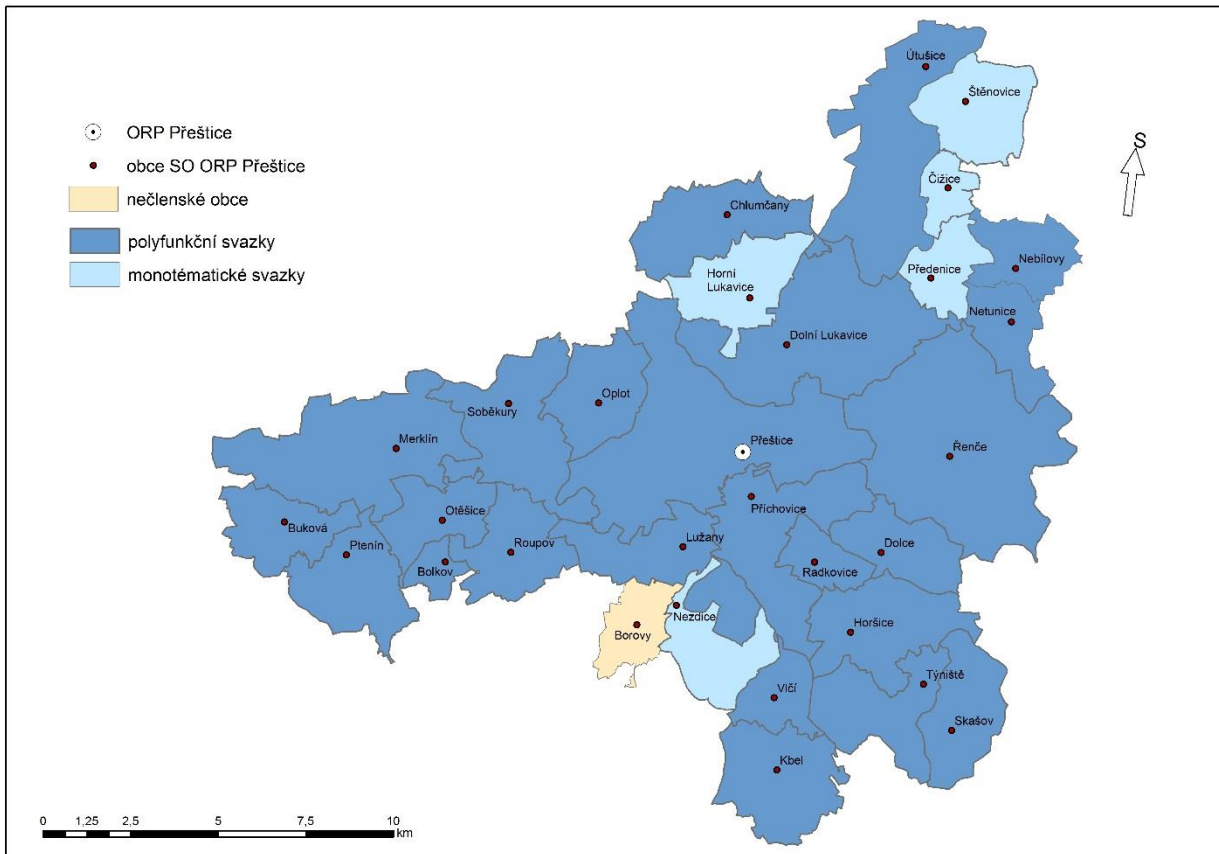 ORP Přeštice
obce SO ORP Přeštice
nečlenské obce
polyfunkční svazky
monotématické svazky
S
Útušice
Štěnovice
Čižice
Chlumčany
Nebílovy
Předenice
Horní
Lukavice
Netunice
Dolní Lukavice
Oplot
Soběkury
Merklín
Přeštice
Řenče
Příchovice
Otěšice
Buková
Roupov
Lužany
Dolce
Ptenín
Bolkov
Radkovice
Nezdice
Borovy
Horšice
Týniště
Vlčí
Skašov
Kbel
0 1,25 2,5 5 7,5 10
km